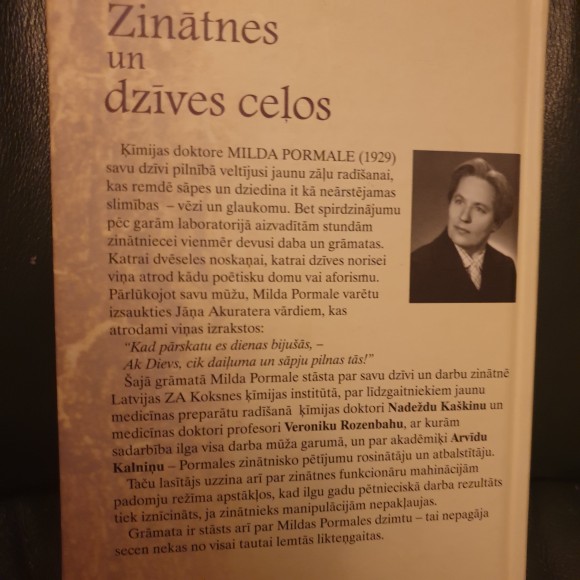 Zinātnes
un
dzīves ceļos
Ķīmijas doktore MILDA PORMALE (1929)
savu dzīvi pilnībā veltījusi jaunu zāļu radīšanai,
kas remdē sāpes un dziedina it kā neārstējamas
slimības – vēzi un glaukomu. Bet spirdzinājumu
pēc garām laboratorijā aizvadītām stundām
zinātniecei vienmēr devusi daba un grāmatas.
Katrai dvēseles noskaņai, katrai dzīves norisei
viņa atrod kādu poētisku domu vai aforismu.
Pārlūkojot savu mūžu, Milda Pormale varētu
izsaukties Jāņa Akuratera vārdiem, kas
atrodami viņas izrakstos:
“Kad pārskatu es dienas bijušās, –
Ak Dievs, cik daiļuma un sāpju pilnas tās!”
Šajā grāmatā Milda Pormale stāsta par savu dzīvi un darbu zinātnē
Latvijas ZA Koksnes ķīmijas institūtā, par līdzgaitniekiem jaunu
medicīnas preparātu radīšanā ķīmijas doktori Nadeždu Kaškinu un
medicīnas doktori profesori Veroniku Rozenbahu, ar kurām
sadarbība ilga visa darba mūža garumā, un par akadēmiķi Arvīdu
Kalniņu – Pormales zinātnisko pētījumu rosinātāju un atbalstītāju.
Taču lasītājs uzzina arī par zinātnes funkcionāru mahinācijām
padomju režīma apstākļos, kad ilgu gadu pētnieciskā darba rezultāts
tiek iznīcināts, ja zinātnieks manipulācijām nepakļaujas.
Grāmata ir stāsts arī par Mildas Pormales dzimtu – tai nepagāja
secen nekas no visai tautai lemtās likteņgaitas.